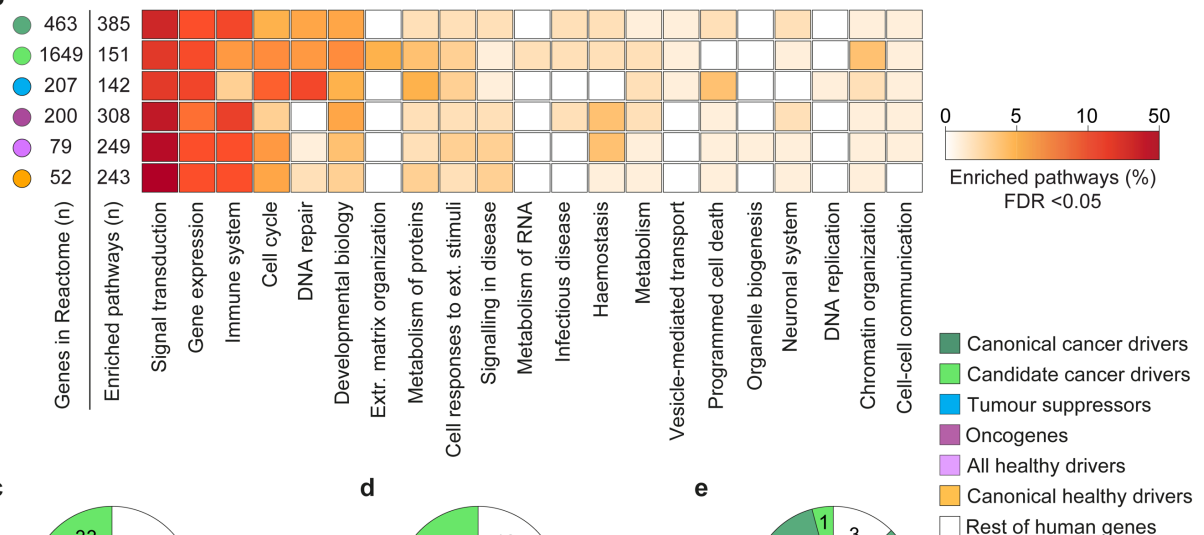 463 385
1649 151
207 142
200 308
79 249
52 243
Genes in Reactome (n)
Enriched pathways (n)
Signal transduction
Gene expression
Immune system
Cell cycle
DNA repair
Developmental biology
Extr. matrix organization
Metabolism of proteins
Cell responses to ext. stimuli
Signalling in disease
Metabolism of RNA
Infectious disease
Haemostasis
Metabolism
Vesicle-mediated transport
Programmed cell death
Organelle biogenesis
Neuronal system
DNA replication
Chromatin organization
Cell-cell communication
0 5 10 50
Enriched pathways (%)
FDR <0.05
Canonical cancer drivers
Candidate cancer drivers
Tumour suppressors
Oncogenes
All healthy drivers
Canonical healthy drivers
Rest of human genes
d
e
1